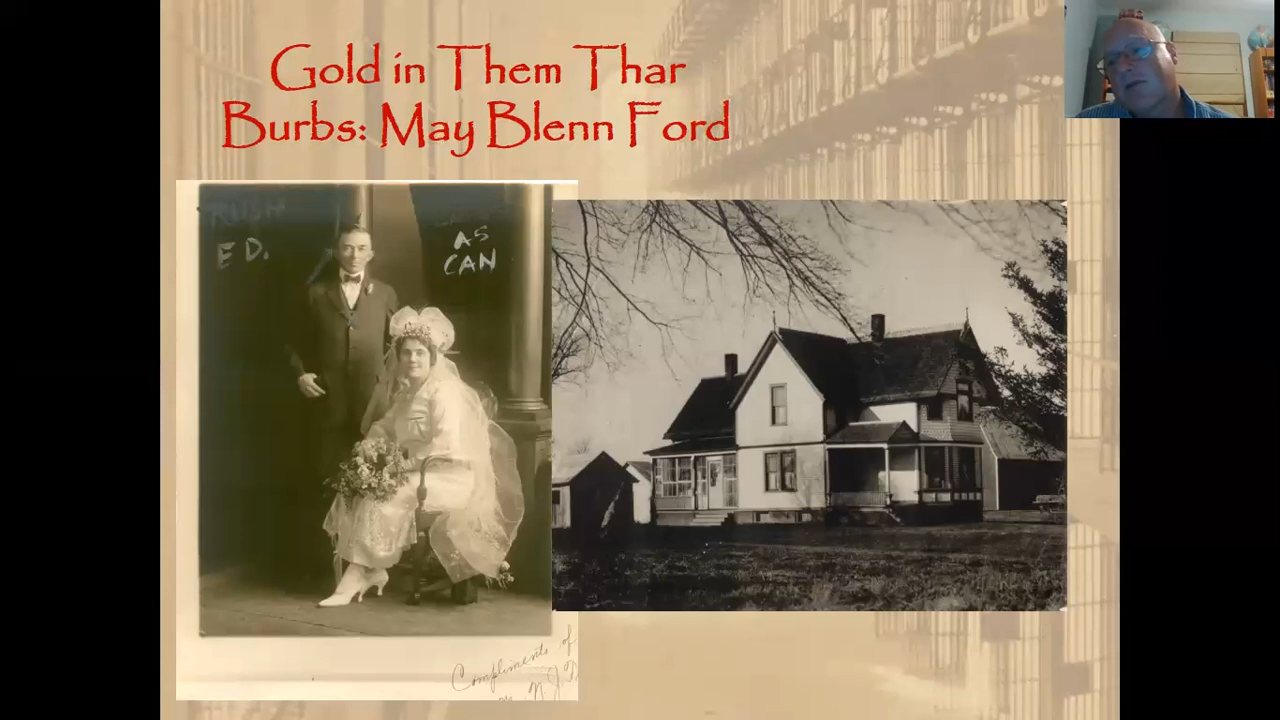 Gold in Them Thar
Burbs: May Blenn Ford
ED.
AS
CAN
Compliments of
N.J.